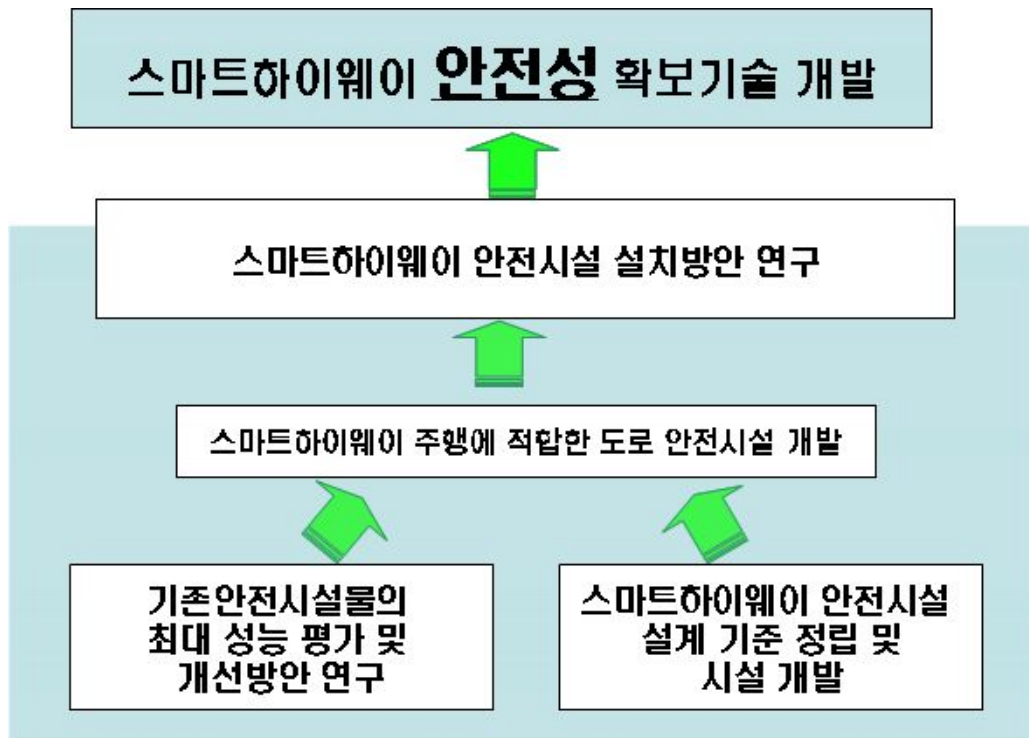 스마트하이웨이 안전성 확보기술 개발
스마트하이웨이 안전시설 설치방안 연구
스마트하이웨이 주행에 적합한 도로 안전시설 개발
기존안전시설물의
최대 성능 평가 및
개선방안 연구
스마트하이웨이 안전시설
설계 기준 정립 및
시설 개발